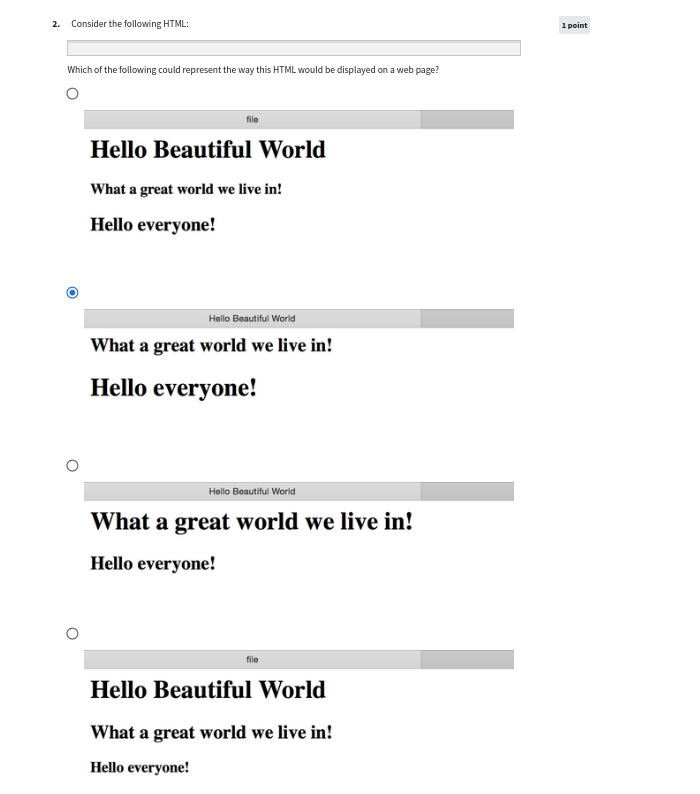 2. Consider the following HTML:
1 point
Which of the following could represent the way this HTML would be displayed on a web page?
file
Hello Beautiful World
What a great world we live in!
Hello everyone!
Hello Beautiful World
What a great world we live in!
Hello everyone!
Hello Beautiful World
What a great world we live in!
Hello everyone!
file
Hello Beautiful World
What a great world we live in!
Hello everyone!